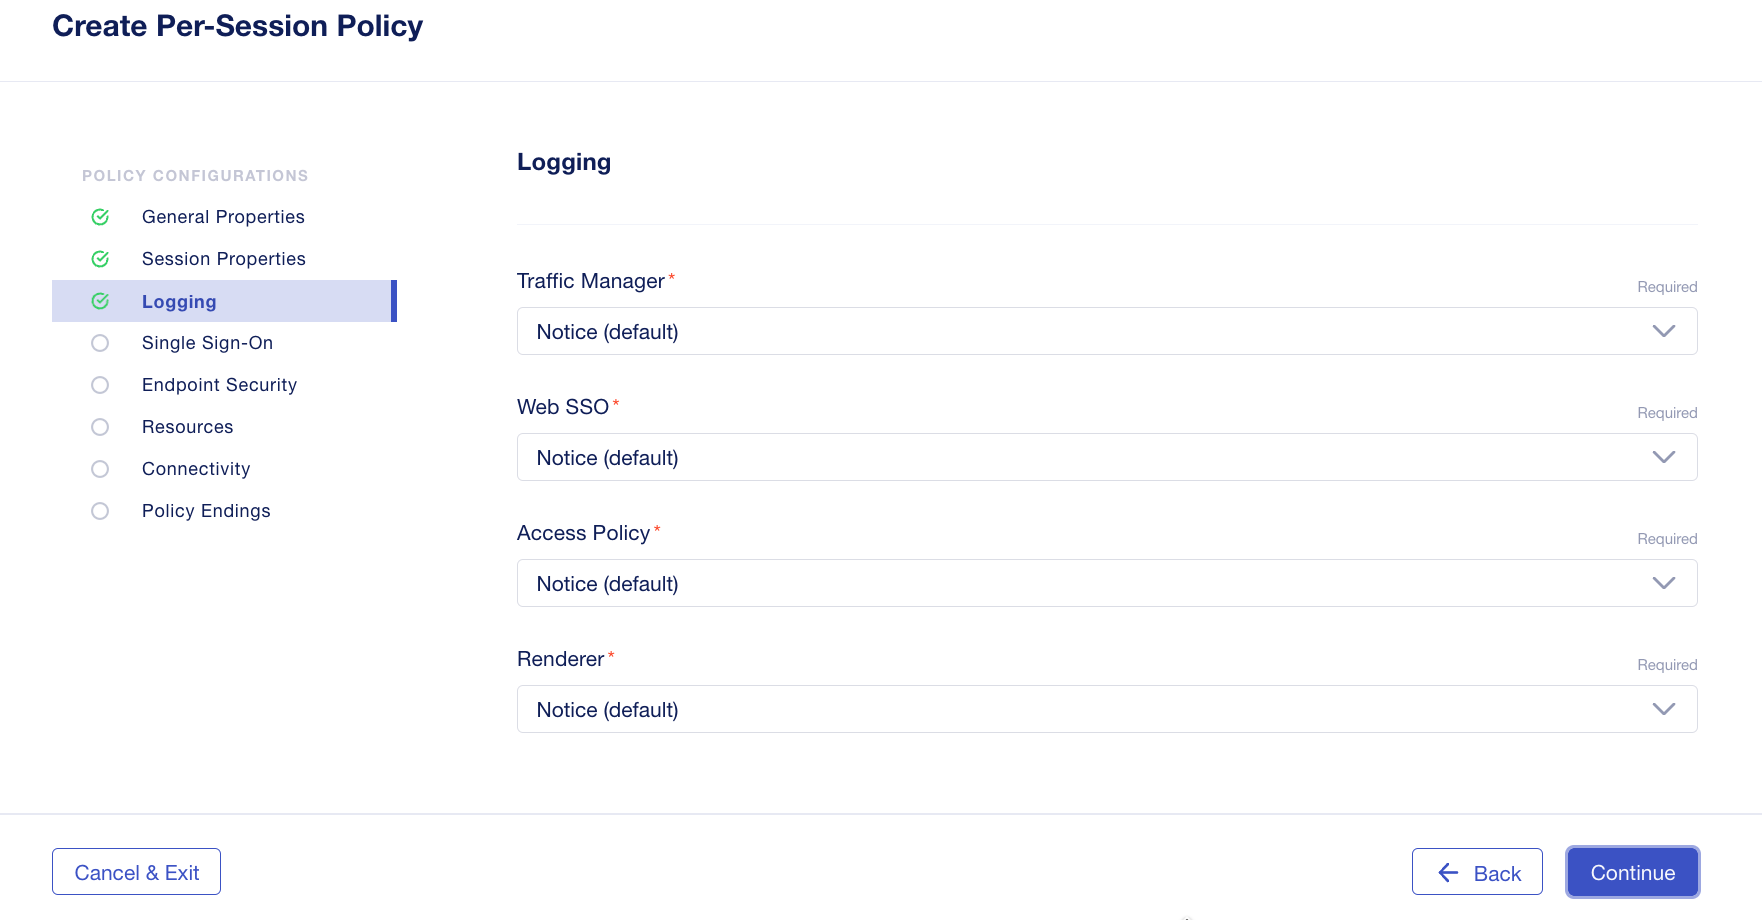 Create Per-Session Policy
POLICY CONFIGURATIONS
General Properties
Session Properties
Logging
Single Sign-On
Endpoint Security
Resources
Connectivity
Policy Endings
Logging
Traffic Manager*
Required
Notice (default)
Web SSO*
Required
Notice (default)
Access Policy*
Required
Notice (default)
Renderer*
Required
Notice (default)
Cancel & Exit
Back
Continue